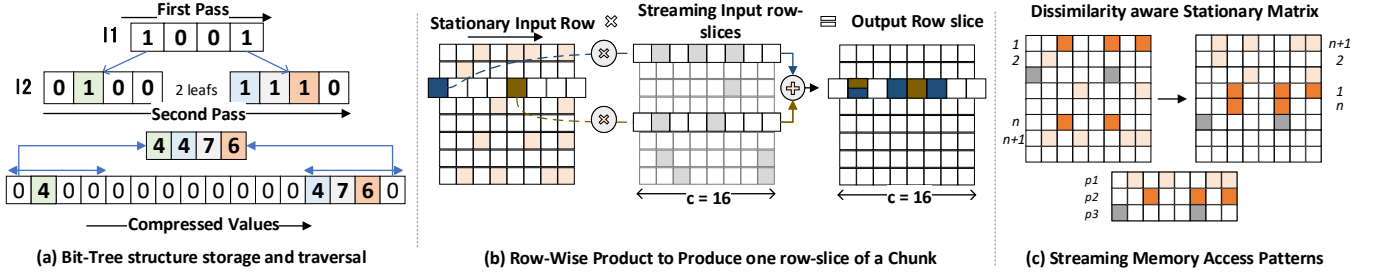 First Pass
I1 1 0 0 1
I2 0 1 0 0 2 leafs 1 1 1 0
Second Pass
4 4 7 6
0 4 0 0 0 0 0 0 0 0 0 0 4 7 6 0
Compressed Values
(a) Bit-Tree structure storage and traversal
Stationary Input Row
Streaming Input row-
slices
Output Row slice
c = 16
c = 16
(b) Row-Wise Product to Produce one row-slice of a Chunk
Dissimilarity aware Stationary Matrix
1
2
n
n+1
n+1
2
1
n
p1
p2
p3
(c) Streaming Memory Access Patterns